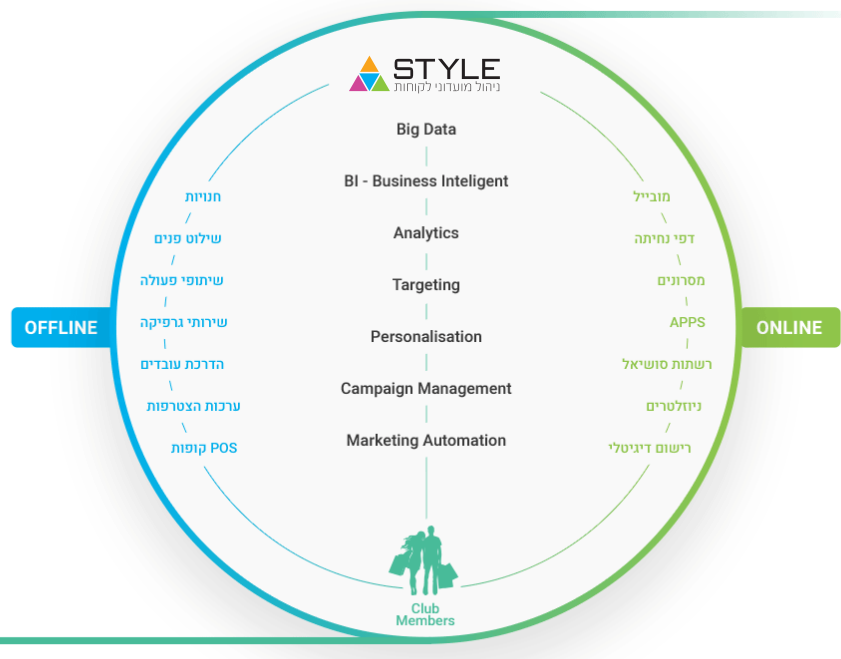 STYLE
ניהול מועדוני לקוחות
Big Data
BI - Business Inteligent
Analytics
Targeting
Personalisation
Campaign Management
Marketing Automation
Club
Members
OFFLINE
חנויות
שילוט פנים
שיתופי פעולה
שירותי גרפיקה
הדרכת עובדים
ערכות הצטרפות
קופות POS
ONLINE
מובייל
דפי נחיתה
מסרונים
APPS
רשתות סושיאל
ניוזלטרים
רישום דיגיטלי